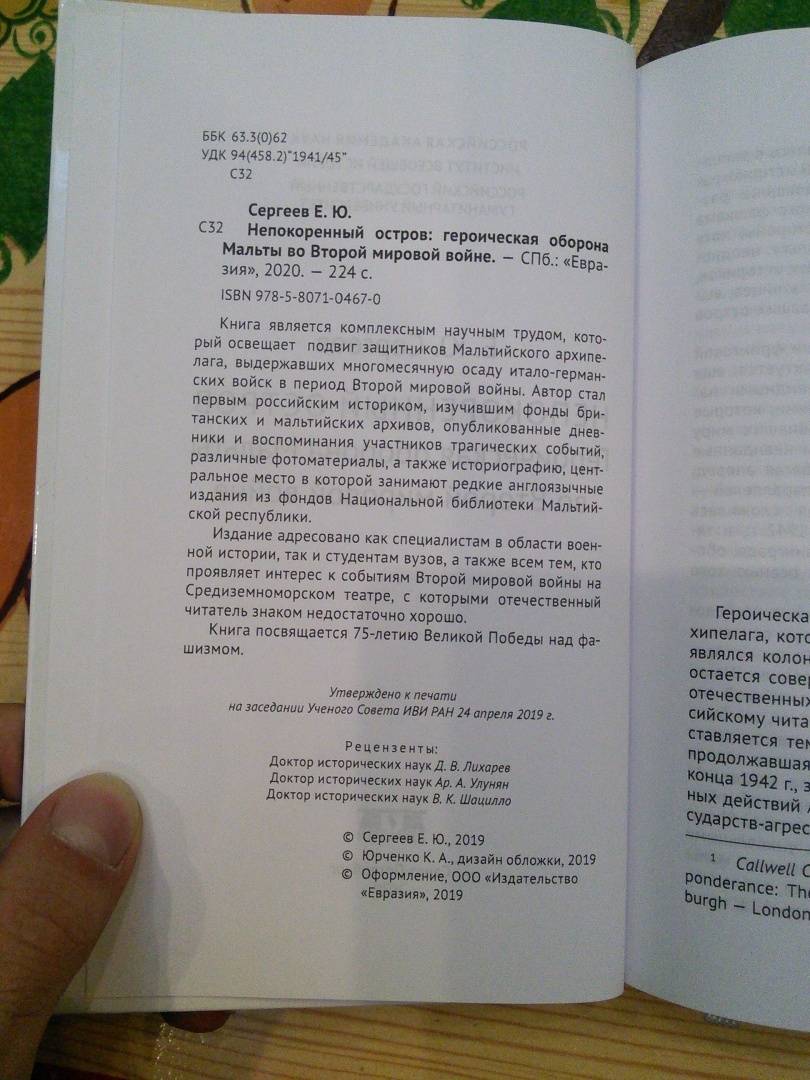 ББК 63.3(0)62
УДК 94(458.2)"1941/45"
С32
Сергеев Е. Ю.
С32 Непокоренный остров: героическая оборона
Мальты во Второй мировой войне. — СПб.: «Евра-
зия», 2020. — 224 с.
ISBN 978-5-8071-0467-0
Книга является комплексным научным трудом, кото-
рый освещает подвиг защитников Мальтийского архипе-
лага, выдержавших многомесячную осаду итало-герман-
ских войск в период Второй мировой войны. Автор стал
первым российским историком, изучившим фонды бри-
танских и мальтийских архивов, опубликованные днев-
ники и воспоминания участников трагических событий,
различные фотоматериалы, а также историографию, цент-
ральное место в которой занимают редкие англоязычные
издания из фондов Национальной библиотеки Мальтий-
ской республики.
Издание адресовано как специалистам в области воен-
ной истории, так и студентам вузов, а также всем тем, кто
проявляет интерес к событиям Второй мировой войны на
Средиземноморском театре, с которыми отечественный
читатель знаком недостаточно хорошо.
Книга посвящается 75-летию Великой Победы над фа-
шизмом.
Утверждено к печати
на заседании Ученого Совета ИВИ РАН 24 апреля 2019 г.
Рецензенты:
Доктор исторических наук Д. В. Лихарев
Доктор исторических наук Ар. А. Улунян
Доктор исторических наук В. К. Шацилло
© Сергеев Е. Ю., 2019
© Юрченко К. А., дизайн обложки, 2019
© Оформление, ООО «Издательство
«Евразия», 2019
Героическа
хипелага, кото
являлся колон
остается совер
отечественных
сийскому чита
ставляется тем
продолжавшая
конца 1942 г., з
ных действий
сударств-агрес
1 Callwell C
ponderance: Th
burgh — London